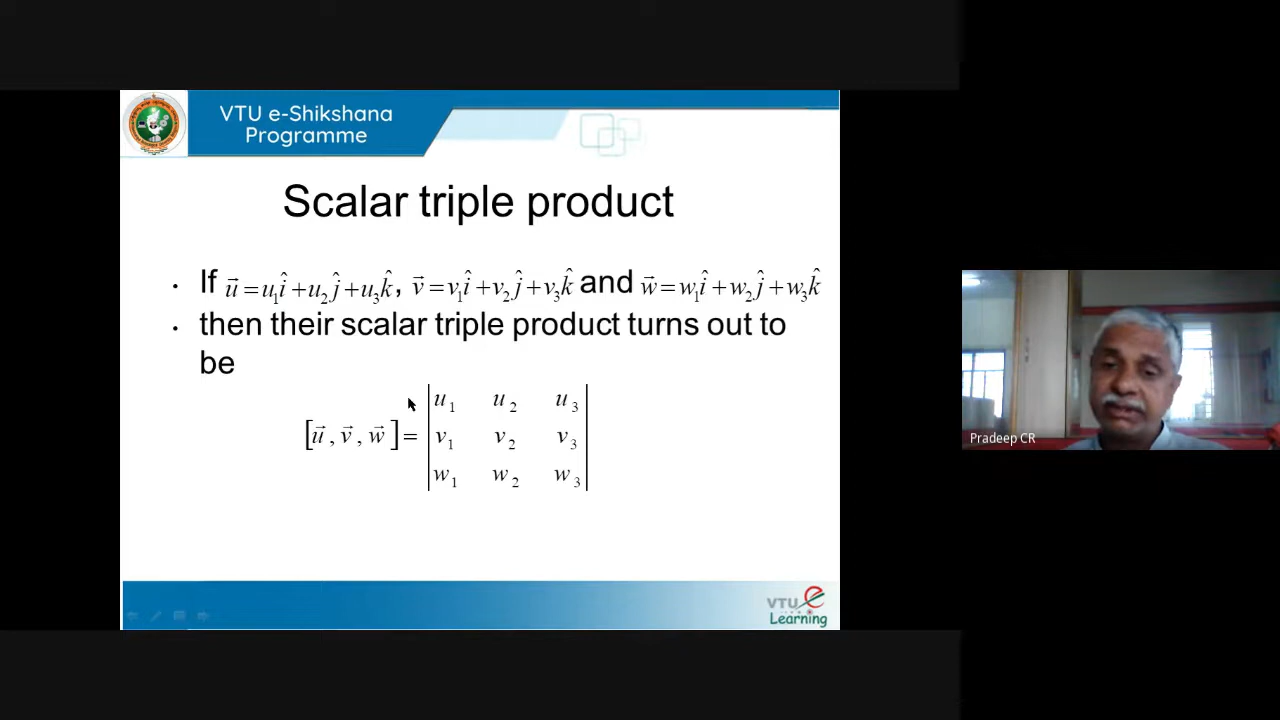 VTU e-Shikshana
Programme
Scalar triple product
• If u⃗ = u₁î + u₂ĵ + u₃k̂, v⃗ = v₁î + v₂ĵ + v₃k̂ and w⃗ = w₁î + w₂ĵ + w₃k̂
• then their scalar triple product turns out to
be
u₁ u₂ u₃
[u⃗ , v⃗ , w⃗ ] = v₁ v₂ v₃
w₁ w₂ w₃
Pradeep CR
VTU e
Learning